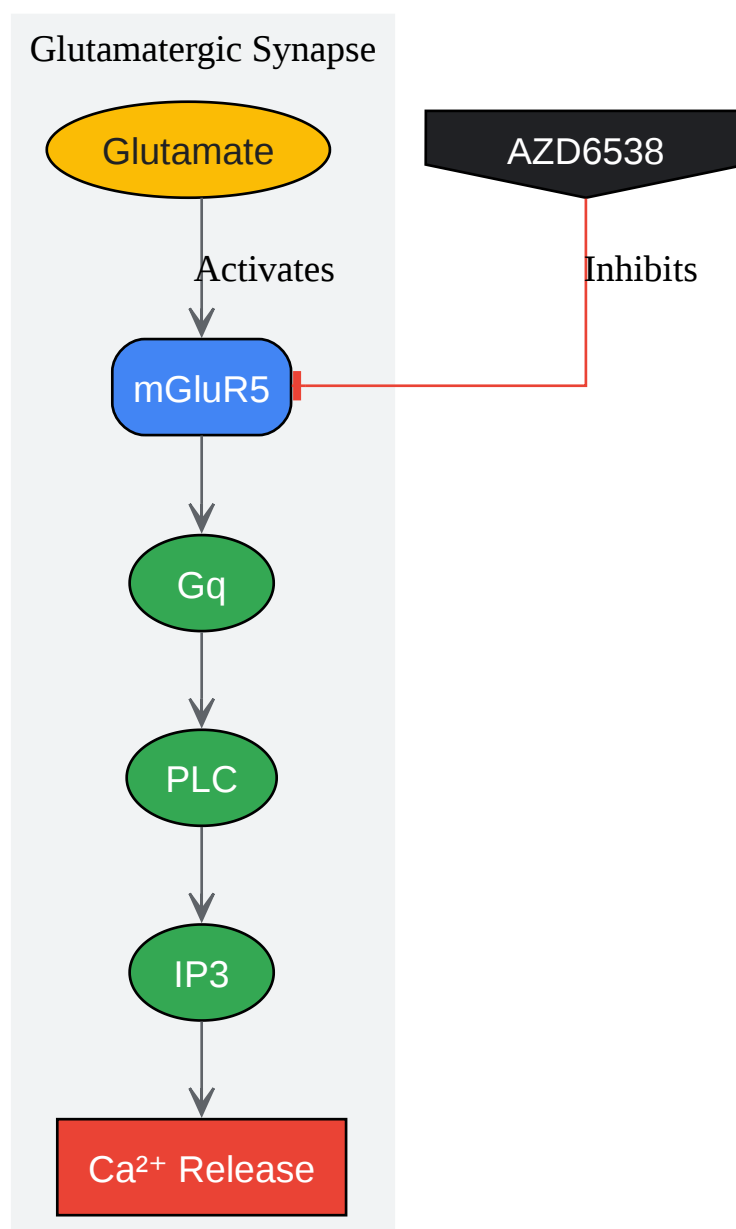 Glutamatergic Synapse
Glutamate
AZD6538
Activates
Inhibits
mGluR5
Gq
PLC
IP3
Ca²⁺ Release